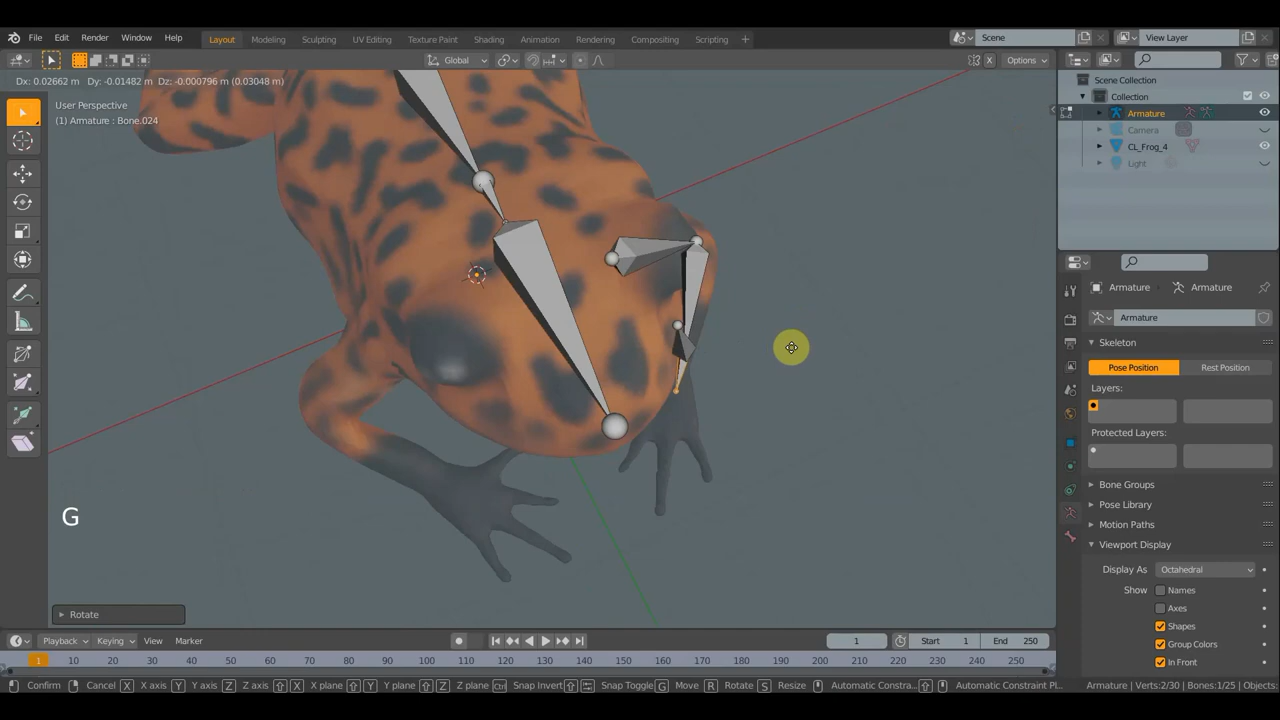 File Edit Render Window Help Layout Modeling Sculpting UV Editing Texture Paint Shading Animation Rendering Compositing Scripting + Scene View Layer
Global X Options
Dx: 0.02662 m Dy: -0.01482 m Dz: -0.000796 m (0.03048 m)
User Perspective
(1) Armature : Bone.024
Scene Collection
Collection
Armature
Camera
CL_Frog_4
Light
Armature Armature
Armature
Skeleton
Pose Position Rest Position
Layers:
Protected Layers:
Bone Groups
Pose Library
Motion Paths
Viewport Display
Display As Octahedral
Show Names
Axes
Shapes
Group Colors
In Front
G
Rotate
Playback Keying View Marker 1 Start 1 End 250
1 10 20 30 40 50 60 70 80 90 100 110 120 130 140 150 160 170 180 190 200 210 220 230 240 250
Confirm Cancel X X axis Y Y axis Z Z axis X X plane Y Y plane Z Z plane Ctrl Snap Invert Snap Toggle G Move R Rotate S Resize Automatic Constra... Automatic Constraint Pl... Armature | Verts:2/30 | Bones:1/25 | Objects: